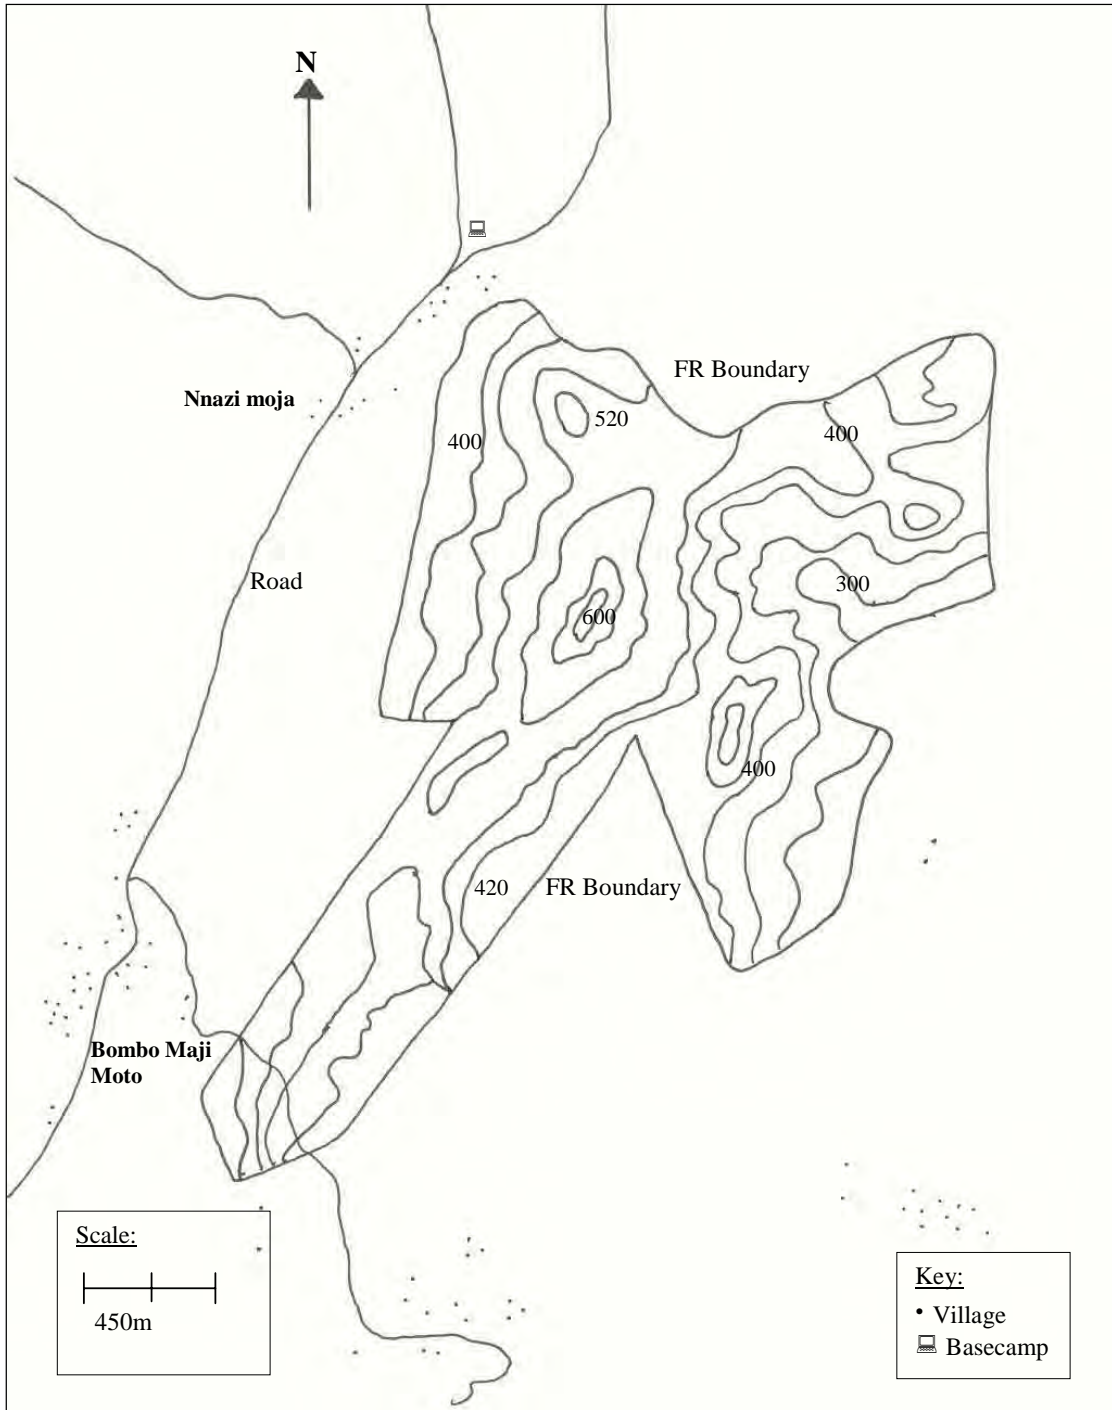 N
FR Boundary
Nnazi moja
520
400
400
Road
300
600
400
420
FR Boundary
Bombo Maji
Moto
Scale:
450m
Key:
• Village
Basecamp